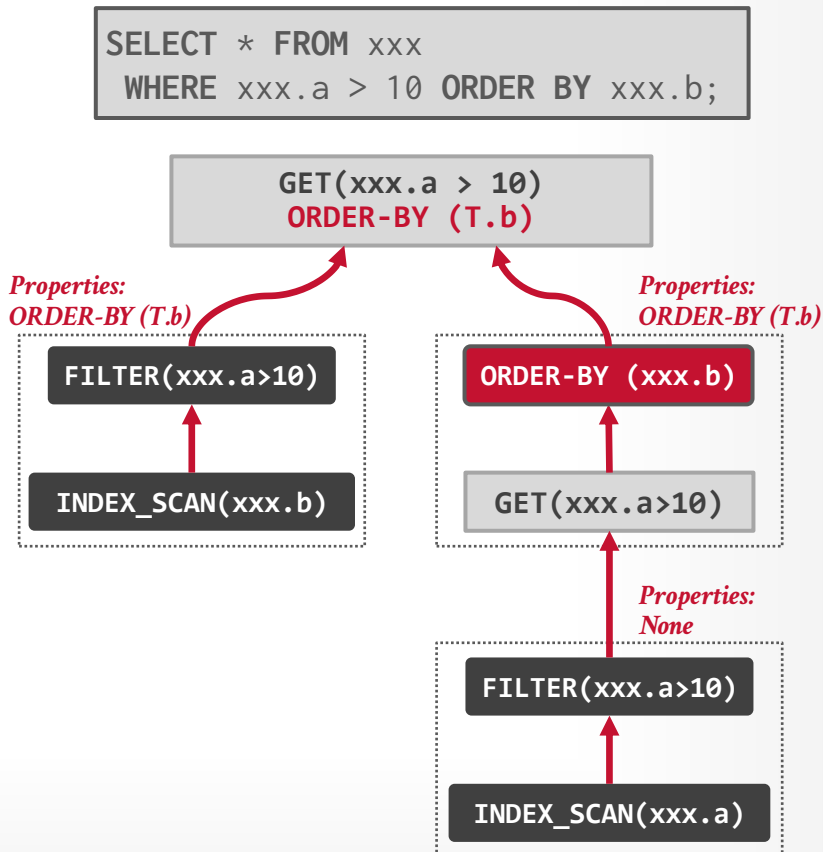 SELECT * FROM xxx
WHERE xxx.a > 10 ORDER BY xxx.b;
GET(xxx.a > 10)
ORDER-BY (T.b)
Properties:
ORDER-BY (T.b)
Properties:
ORDER-BY (T.b)
FILTER(xxx.a>10)
INDEX_SCAN(xxx.b)
ORDER-BY (xxx.b)
GET(xxx.a>10)
Properties:
None
FILTER(xxx.a>10)
INDEX_SCAN(xxx.a)